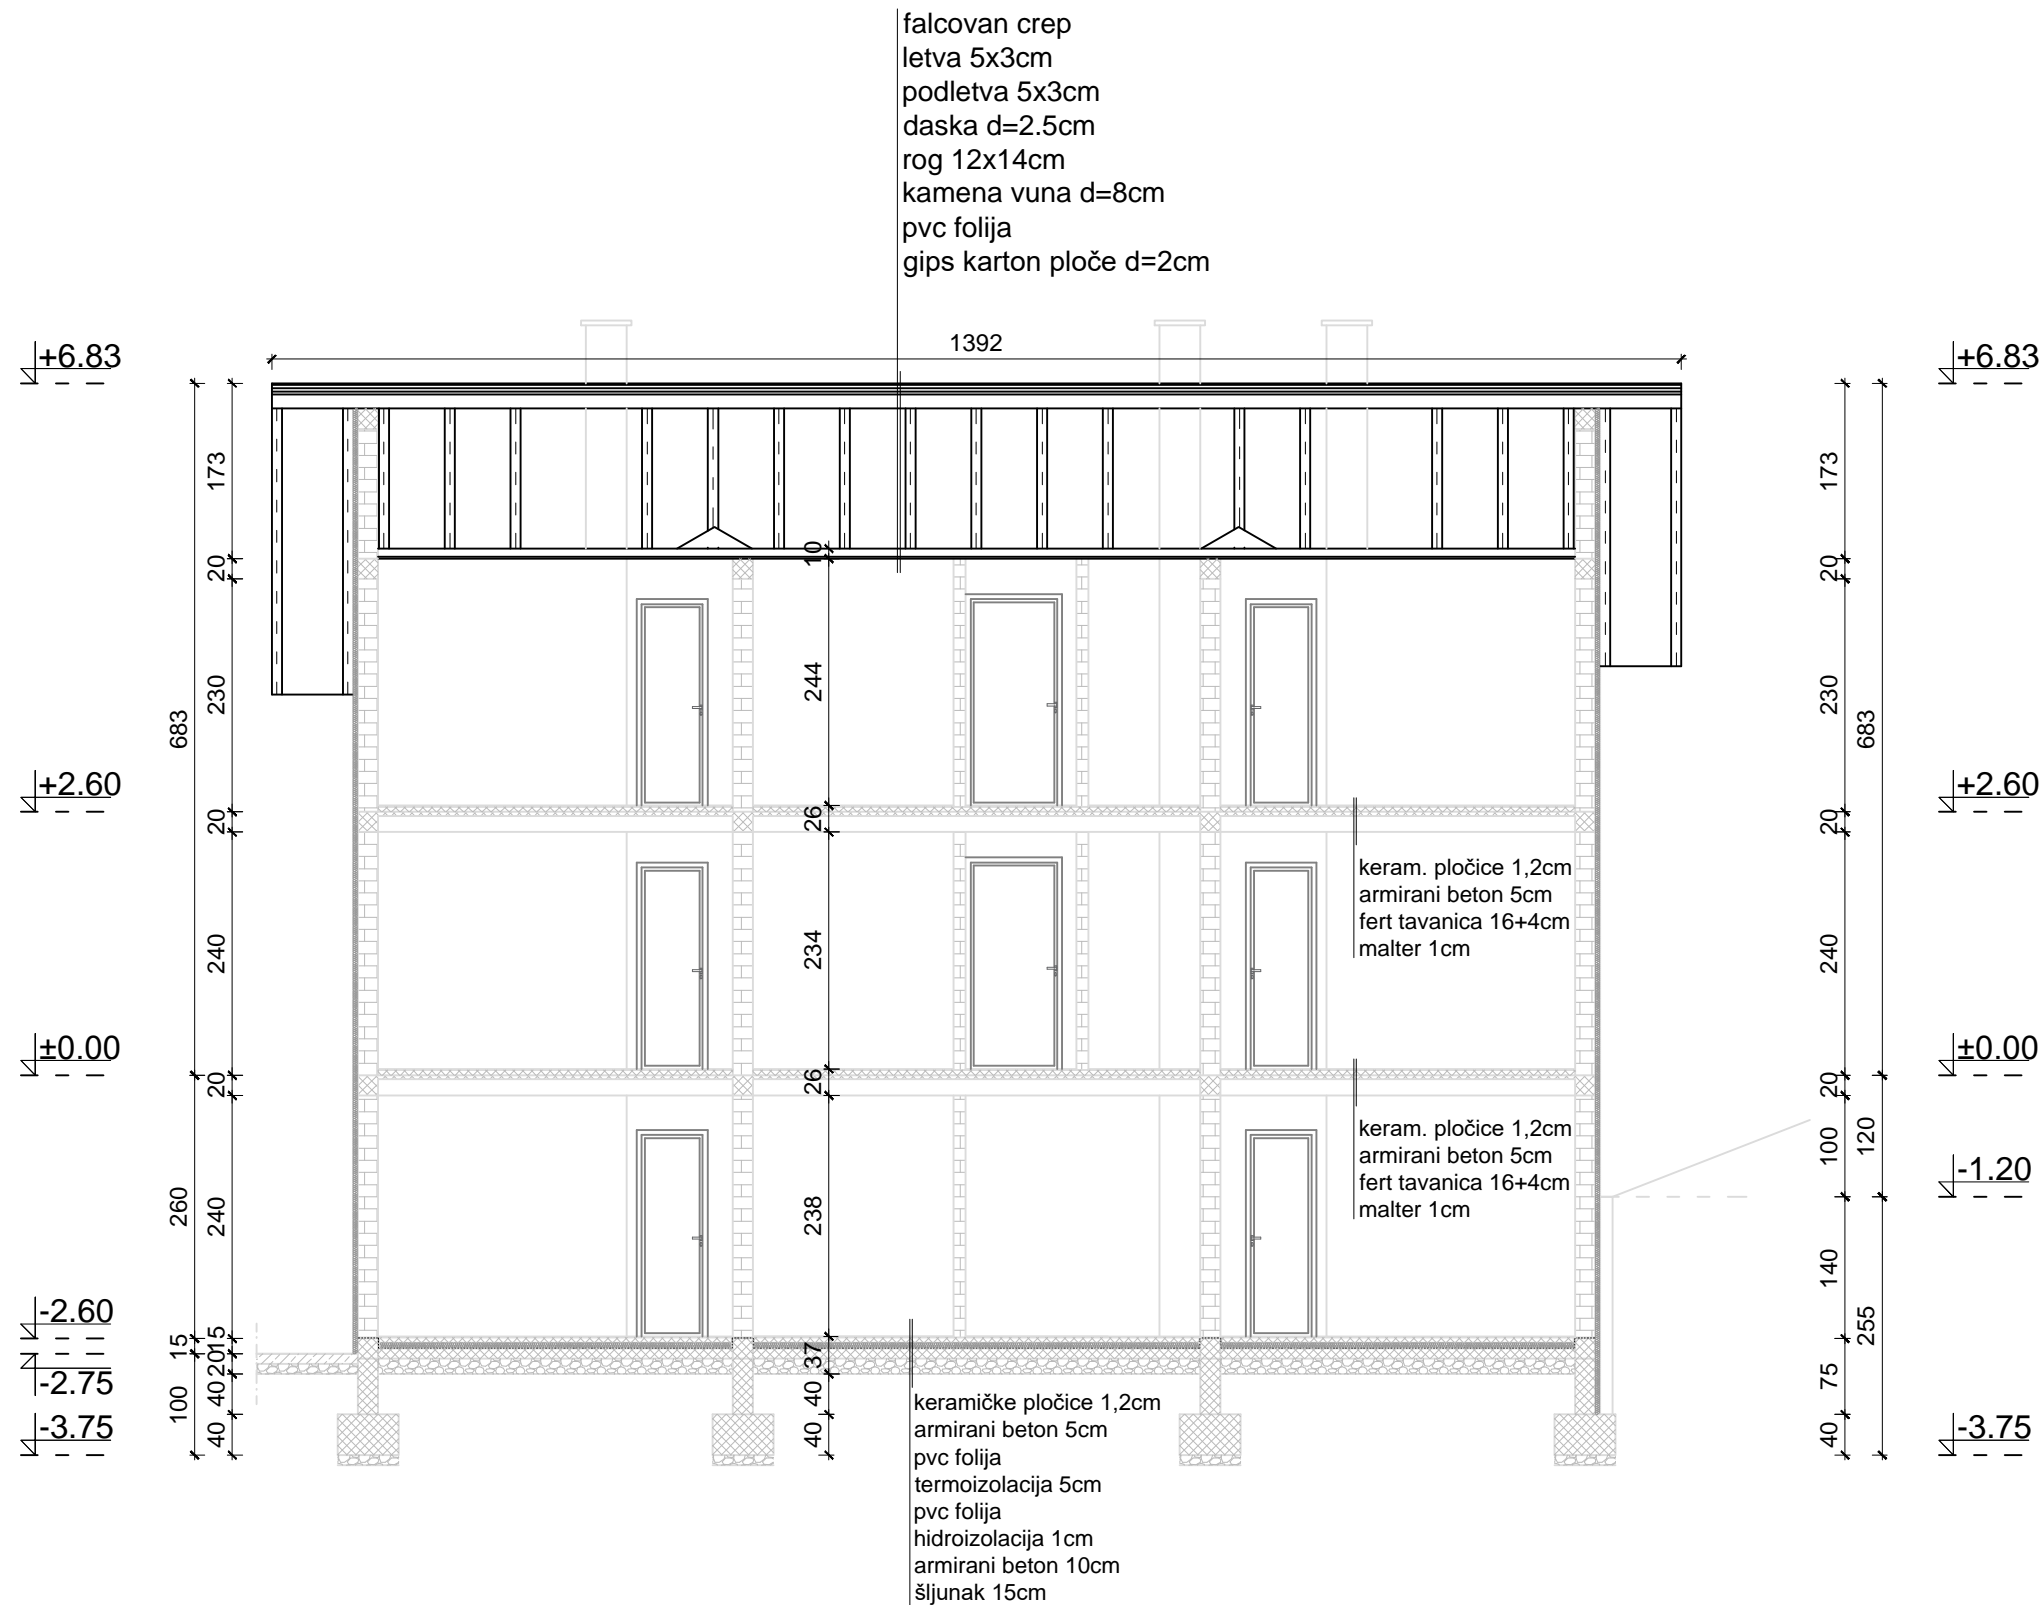 falcovan crep
letva 5x3cm
podletva 5x3cm
daska d=2.5cm
rog 12x14cm
kamena vuna d=8cm
pvc folija
gips karton ploče d=2cm
1392
+6.83
+6.83
173
173
10
20
20
244
230
230
683
683
+2.60
+2.60
20
26
20
keram. pločice 1,2cm
armirani beton 5cm
fert tavanica 16+4cm
malter 1cm
240
234
240
±0.00
±0.00
20
26
20
keram. pločice 1,2cm
armirani beton 5cm
fert tavanica 16+4cm
malter 1cm
100
120
-1.20
260
240
238
140
-2.60
255
15
15
37
20
-2.75
75
100
40
40
-3.75
40
40
40
-3.75
keramičke pločice 1,2cm
armirani beton 5cm
pvc folija
termoizolacija 5cm
pvc folija
hidroizolacija 1cm
armirani beton 10cm
šljunak 15cm